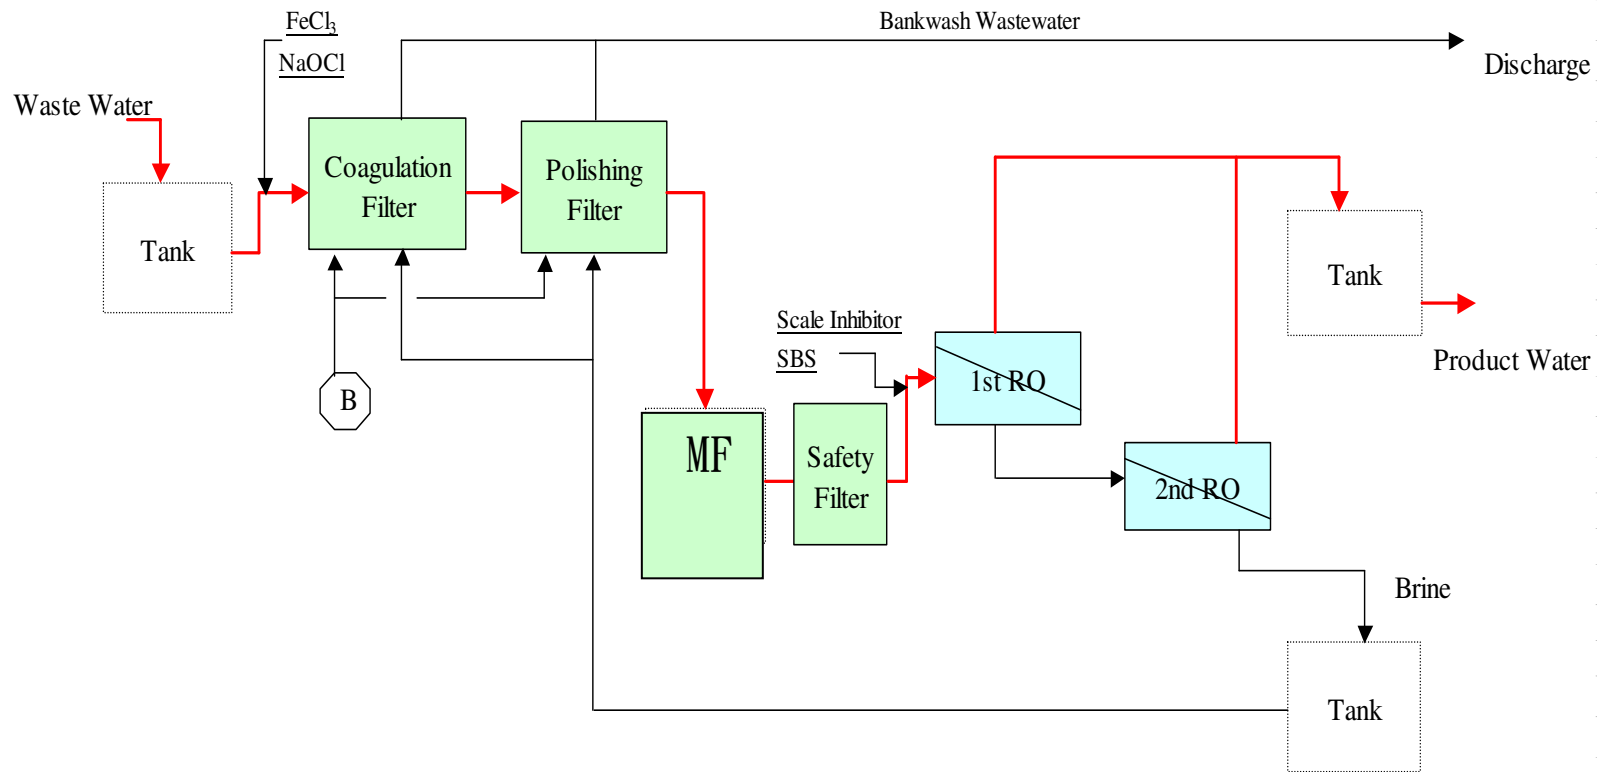 FeCl3
NaOCl
Bankwash Wastewater
Discharge
Waste Water
Coagulation
Filter
Polishing
Filter
Tank
Tank
Product Water
Scale Inhibitor
SBS
1st RO
B
MF
Safety
Filter
2nd RO
Brine
Tank